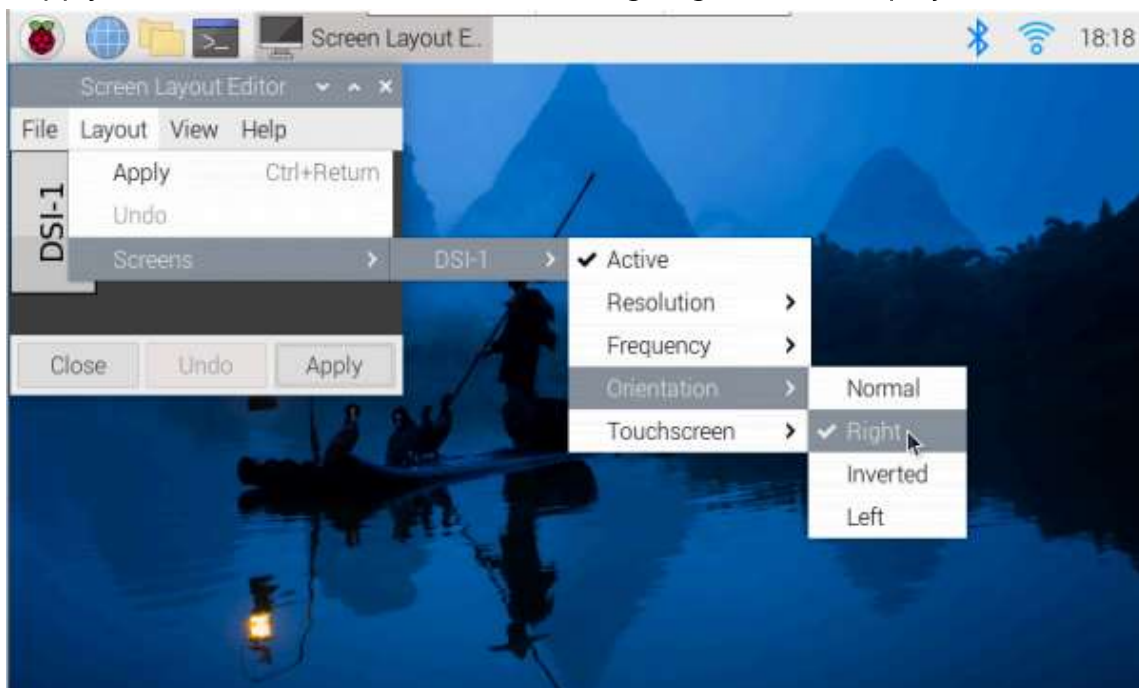 Screen Layout E..
18:18
Screen Layout Editor
File Layout View Help
Apply Ctrl+Return
Undo
DSI-1
Screens
DSI-1
Active
Resolution
Frequency
Orientation
Touchscreen
Normal
Right
Inverted
Left
Close Undo Apply